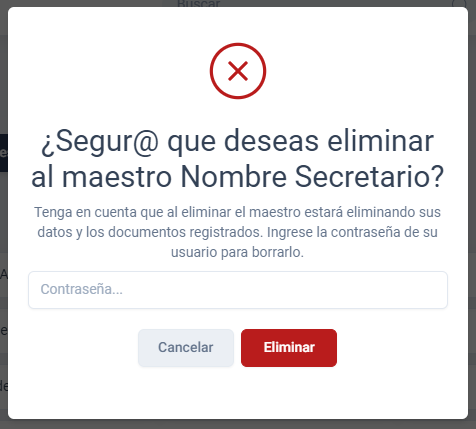 Buscar
¿Segur@ que deseas eliminar
al maestro Nombre Secretario?
Tenga en cuenta que al eliminar el maestro estará eliminando sus
datos y los documentos registrados. Ingrese la contraseña de su
usuario para borrarlo.
Contraseña...
Cancelar Eliminar